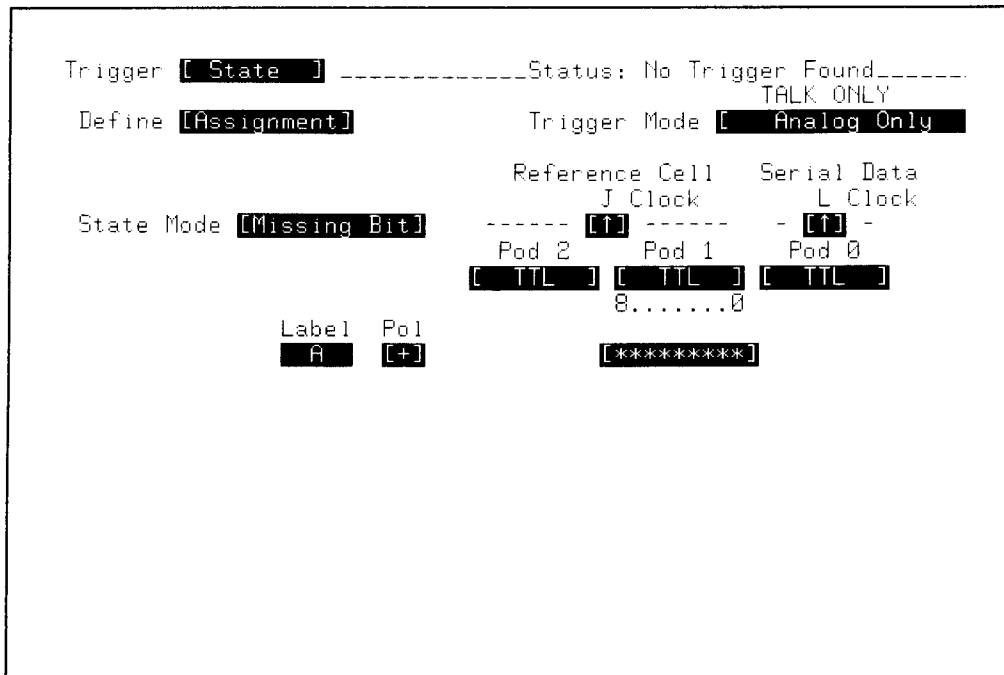 Trigger [ State  ] _____________Status: No Trigger Found______.
TALK ONLY
Define [Assignment] Trigger Mode [   Analog Only
Reference Cell Serial Data
J Clock L Clock
State Mode [Missing Bit] ------ [↑] ------ - [↑] -
Pod 2 Pod 1 Pod 0
[  TTL  ] [  TTL  ] [  TTL  ]
8.......0
Label Pol
A [+] [*********]